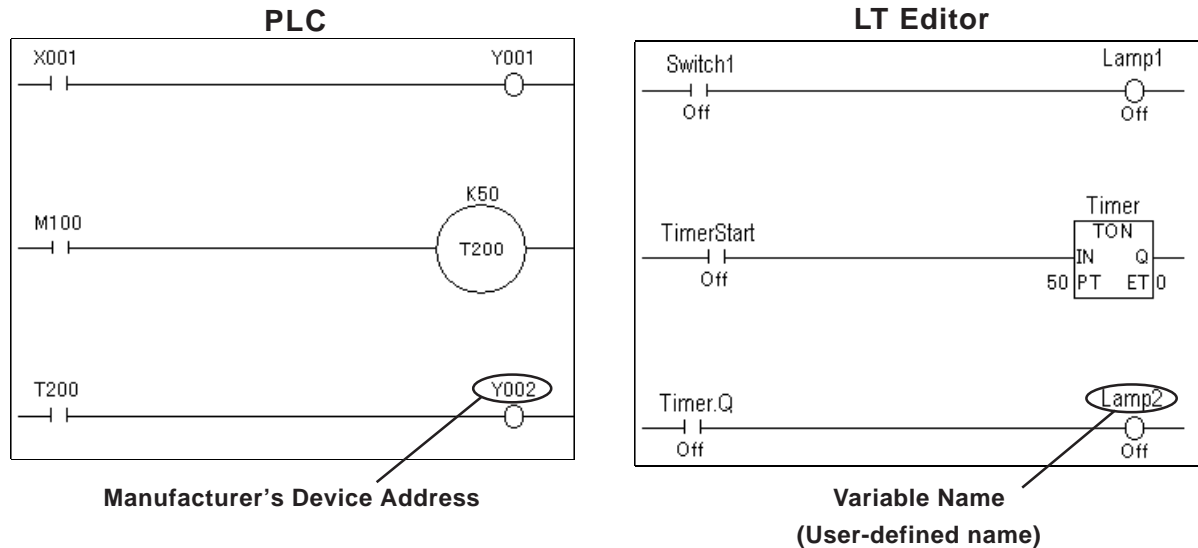 PLC
X001 Y001
K50
M100
T200
T200 Y002
Manufacturer’s Device Address
LT Editor
Switch1 Lamp1
Off Off
Timer
TimerStart TON
IN Q
Off 50 PT ET 0
Timer.Q Lamp2
Off Off
Variable Name
(User-defined name)